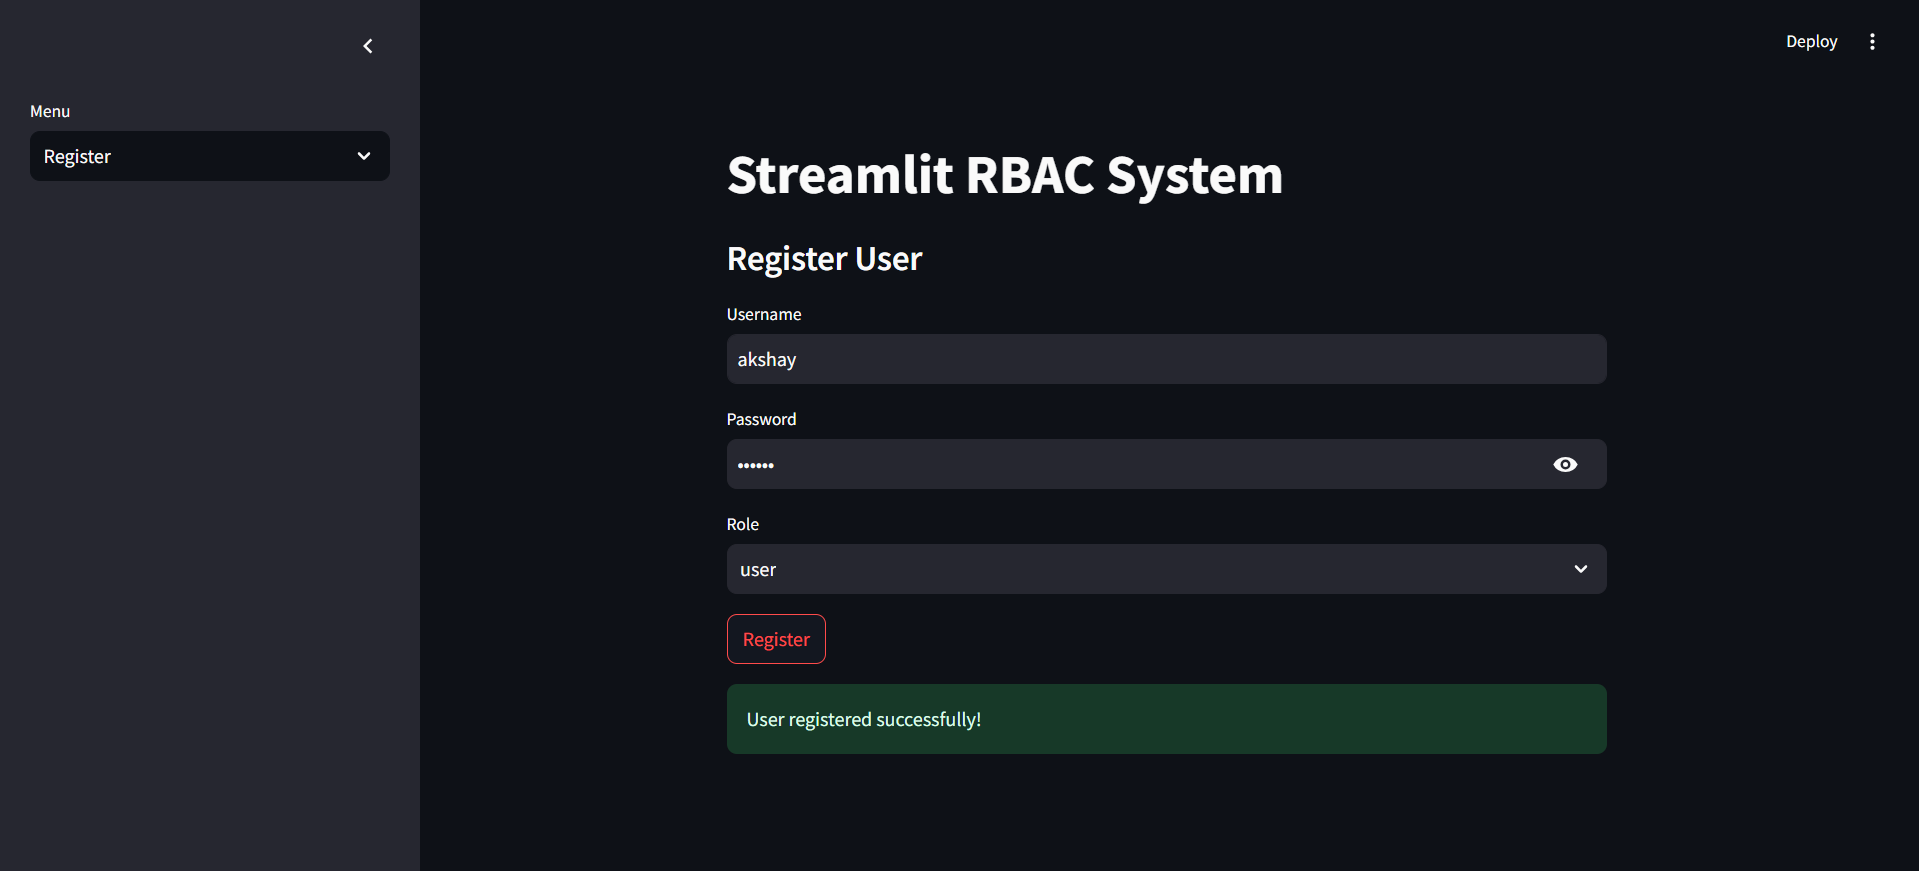 Deploy
Menu
Register
Streamlit RBAC System
Register User
Username
akshay
Password
••••••
Role
user
Register
User registered successfully!